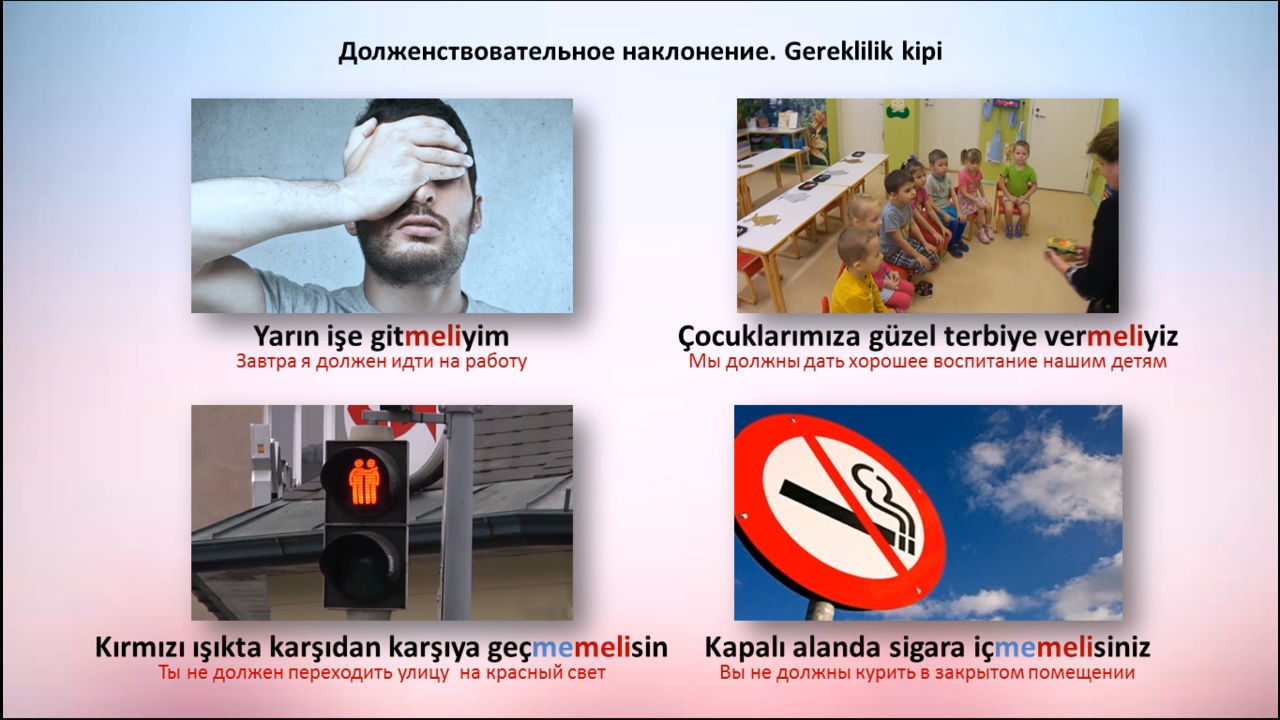 Долженствовательное наклонение. Gereklilik kipi
Yarın işe gitmeliyim
Завтра я должен идти на работу
Çocuklarımıza güzel terbiye vermeliyiz
Мы должны дать хорошее воспитание нашим детям
Kırmızı ışıkta karşıdan karşıya geçmemelisin
Ты не должен переходить улицу на красный свет
Kapalı alanda sigara içmemelisiniz
Вы не должны курить в закрытом помещении